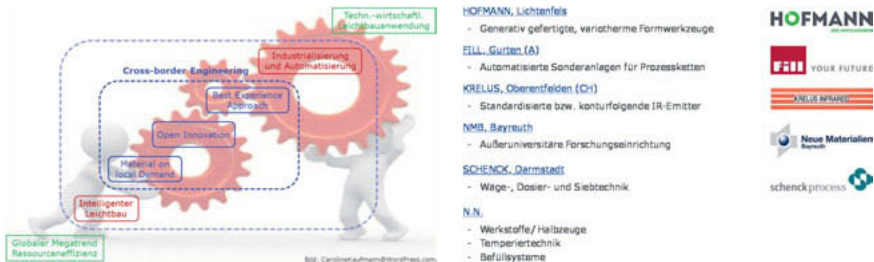 Techn.-wirtschaftl.
Leichtbauanwendung
Industrialisierung
und Automatisierung
Cross-border Engineering
Best Experience
Approach
Open Innovation
Material on
local Demand
Intelligenter
Leichtbau
Globaler Megatrend
Ressourceneffizienz
Bild: CarolineKaufmann@WordPress.com
HOFMANN, Lichtenfels
- Generativ gefertigte, variotherme Formwerkzeuge
FILL, Gurten (A)
- Automatisierte Sonderanlagen für Prozessketten
KRELUS, Oberentfelden (CH)
- Standardisierte bzw. konturfolgende IR-Emitter
NMB, Bayreuth
- Außeruniversitäre Forschungseinrichtung
SCHENCK, Darmstadt
- Wäge-, Dosier- und Siebtechnik
N.N.
- Werkstoffe/ Halbzeuge
- Temperiertechnik
- Befüllsysteme
HOFMANN
Fill YOUR FUTURE
KRELUS INFRARED
Neue Materialien
Bayreuth
schenckprocess